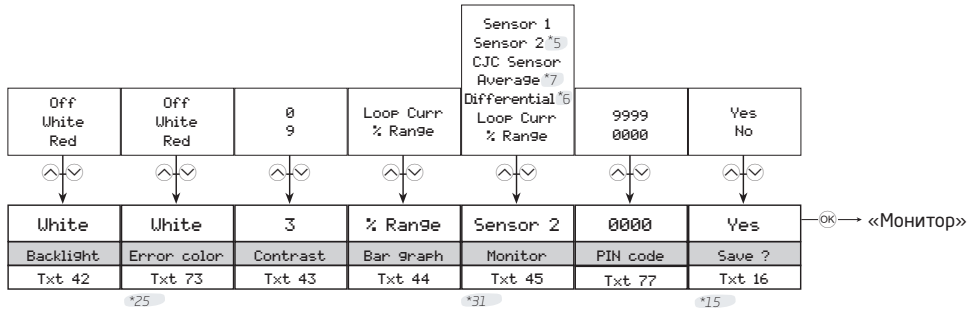 Sensor 1
Sensor 2 *5
CJC Sensor
Average *7
Differential *6
Loop Curr
% Range
Off
White
Red
Off
White
Red
0
9
Loop Curr
% Range
9999
0000
Yes
No
White
White
3
% Range
Sensor 2
0000
Yes
OK
«Монитор»
Backlight
Error color
Contrast
Bar graph
Monitor
PIN code
Save ?
Txt 42
Txt 73
Txt 43
Txt 44
Txt 45
Txt 77
Txt 16
*25
*31
*15